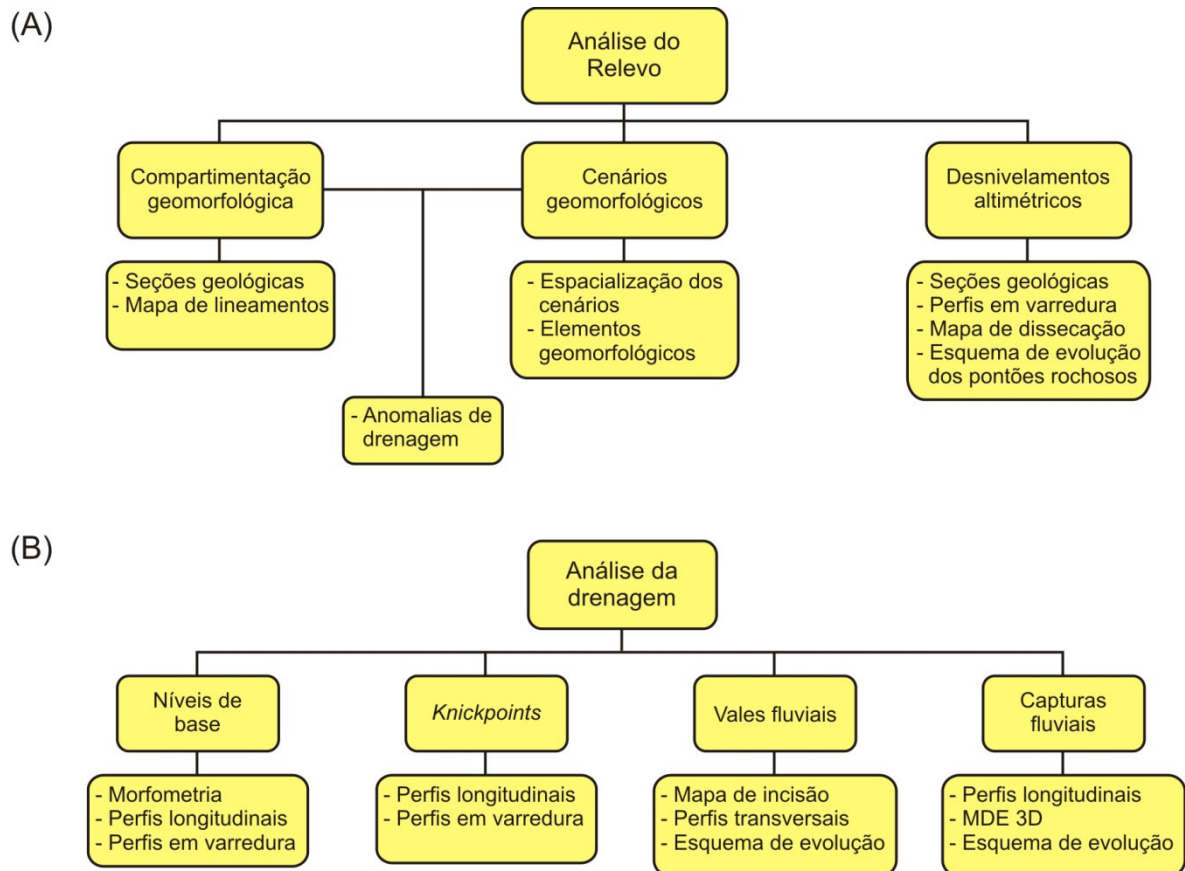 (A)
Análise do
Relevo
Compartimentação
geomorfológica
Cenários
geomorfológicos
Desnivelamentos
altimétricos
- Seções geológicas
- Mapa de lineamentos
- Espacialização dos
cenários
- Elementos
geomorfológicos
- Seções geológicas
- Perfis em varredura
- Mapa de dissecação
- Esquema de evolução
dos pontões rochosos
- Anomalias de
drenagem
(B)
Análise da
drenagem
Níveis de
base
Knickpoints
Vales fluviais
Capturas
fluviais
- Morfometria
- Perfis longitudinais
- Perfis em varredura
- Perfis longitudinais
- Perfis em varredura
- Mapa de incisão
- Perfis transversais
- Esquema de evolução
- Perfis longitudinais
- MDE 3D
- Esquema de evolução